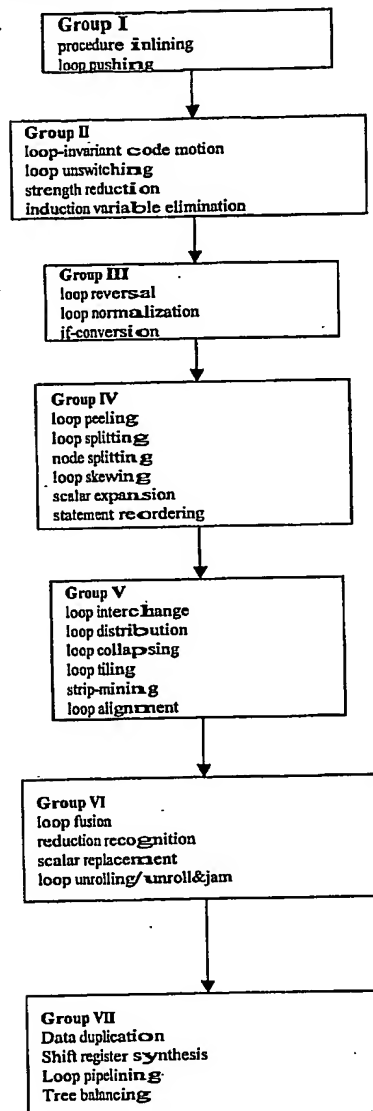 Group I
procedure inlining
loop pushing
Group II
loop-invariant code motion
loop unswitching
strength reduction
induction variable elimination
Group III
loop reversal
loop normalization
if-conversion
Group IV
loop peeling
loop splitting
node splitting
loop skewing
scalar expansion
statement reordering
Group V
loop interchange
loop distribution
loop collapsing
loop tiling
strip-mining
loop alignment
Group VI
loop fusion
reduction recognition
scalar replacement
loop unrolling/unroll&jam
Group VII
Data duplication
Shift register synthesis
Loop pipelining
Tree balancing